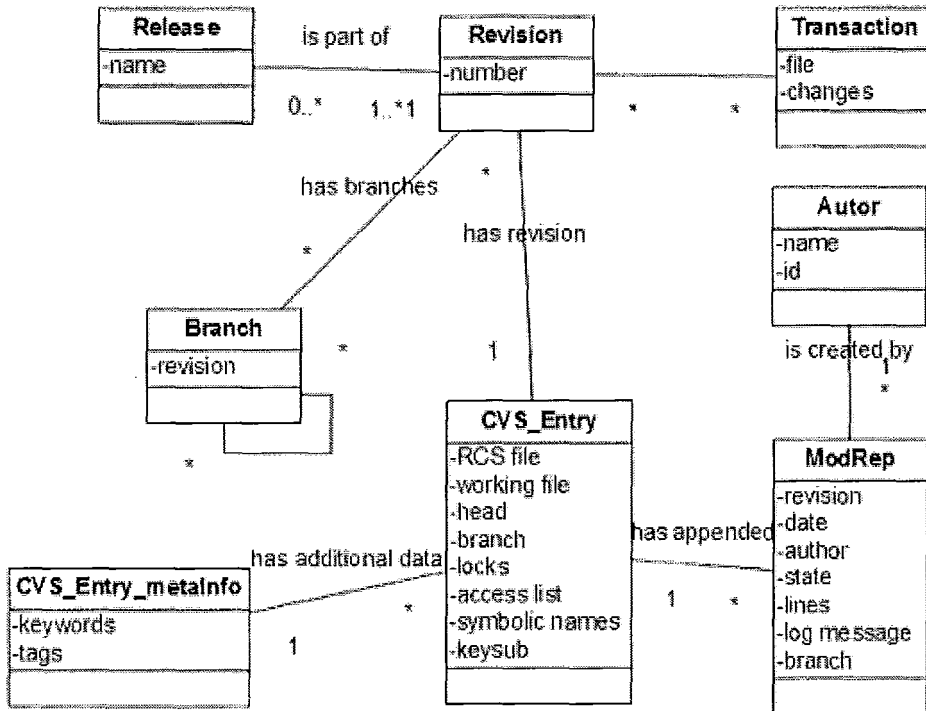 Release
-name
is part of
0..*
1..*1
Revision
-number
*
*
Transaction
-file
-changes
has branches
*
*
has revision
1
Autor
-name
-id
is created by
1
*
Branch
-revision
*
*
CVS_Entry
-RCS file
-working file
-head
-branch
-locks
-access list
-symbolic names
-keysub
has appended
1
*
ModRep
-revision
-date
-author
-state
-lines
-log message
-branch
has additional data
1
*
CVS_Entry_metaInfo
-keywords
-tags